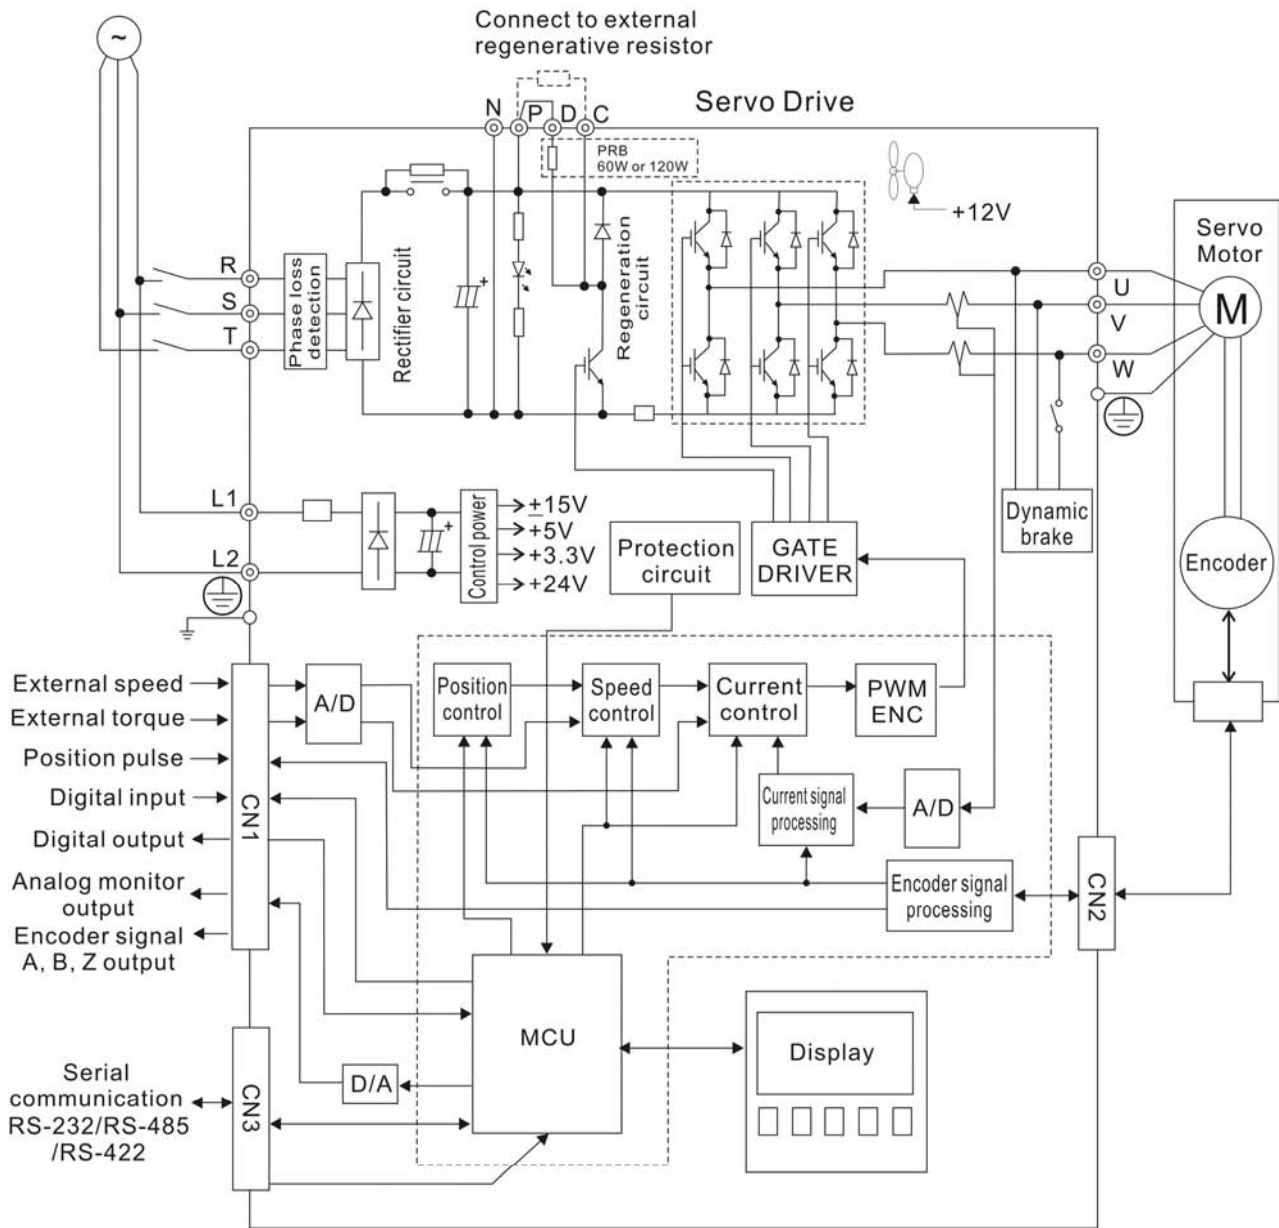 Connect to external
regenerative resistor
~
N
P
D
C
Servo Drive
PRB
60W or 120W
+12V
Servo
Motor
R
S
T
Phase loss
detection
Rectifier circuit
+
Regeneration
circuit
U
V
W
M
L1
L2
+
Control power
±15V
+5V
+3.3V
+24V
Protection
circuit
GATE
DRIVER
Dynamic
brake
Encoder
External speed
External torque
Position pulse
Digital input
Digital output
Analog monitor
output
Encoder signal
A, B, Z output
CN1
A/D
Position
control
Speed
control
Current
control
PWM
ENC
Current signal
processing
A/D
Encoder signal
processing
CN2
MCU
D/A
Display
Serial
communication
RS-232/RS-485
/RS-422
CN3